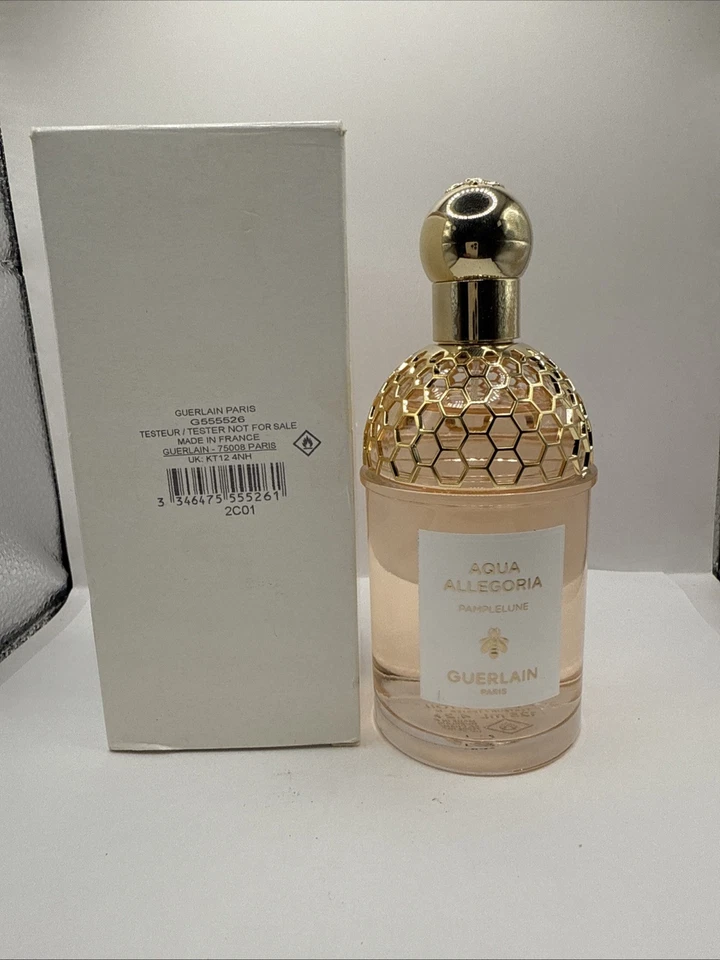 GUERLAIN PARIS
G555526
TESTEUR / TESTER NOT FOR SALE
MADE IN FRANCE
GUERLAIN - 75008 PARIS
UK: KT12 4NH
3 346475 555261
2C01
AQUA
ALLEGORIA
PAMPLELUNE
GUERLAIN
PARIS